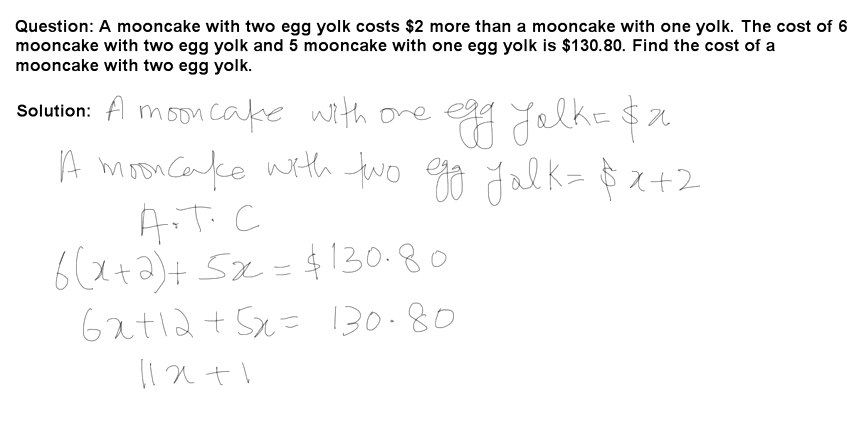 Question: A mooncake with two egg yolk costs $2 more than a mooncake with one yolk. The cost of 6
mooncake with two egg yolk and 5 mooncake with one egg yolk is $130.80. Find the cost of a
mooncake with two egg yolk.
Solution: A mooncake with one egg yalk = $x
A mooncake with two egg yalk = $x+2
A.T.C
6(x+2)+ 5x = $130.80
6x+12+5x= 130.80
11x+1